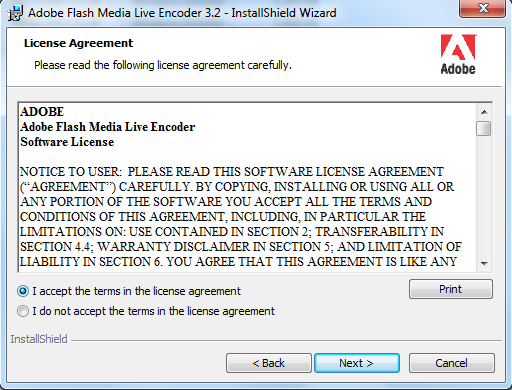 Adobe Flash Media Live Encoder 3.2 - InstallShield Wizard
License Agreement
Please read the following license agreement carefully.
Adobe
ADOBE
Adobe Flash Media Live Encoder
Software License
NOTICE TO USER:  PLEASE READ THIS SOFTWARE LICENSE AGREEMENT
(“AGREEMENT”) CAREFULLY. BY COPYING, INSTALLING OR USING ALL OR
ANY PORTION OF THE SOFTWARE YOU ACCEPT ALL THE TERMS AND
CONDITIONS OF THIS AGREEMENT, INCLUDING, IN PARTICULAR THE
LIMITATIONS ON: USE CONTAINED IN SECTION 2; TRANSFERABILITY IN
SECTION 4.4; WARRANTY DISCLAIMER IN SECTION 5; AND LIMITATION OF
LIABILITY IN SECTION 6. YOU AGREE THAT THIS AGREEMENT IS LIKE ANY
I accept the terms in the license agreement
Print
I do not accept the terms in the license agreement
InstallShield
< Back
Next >
Cancel